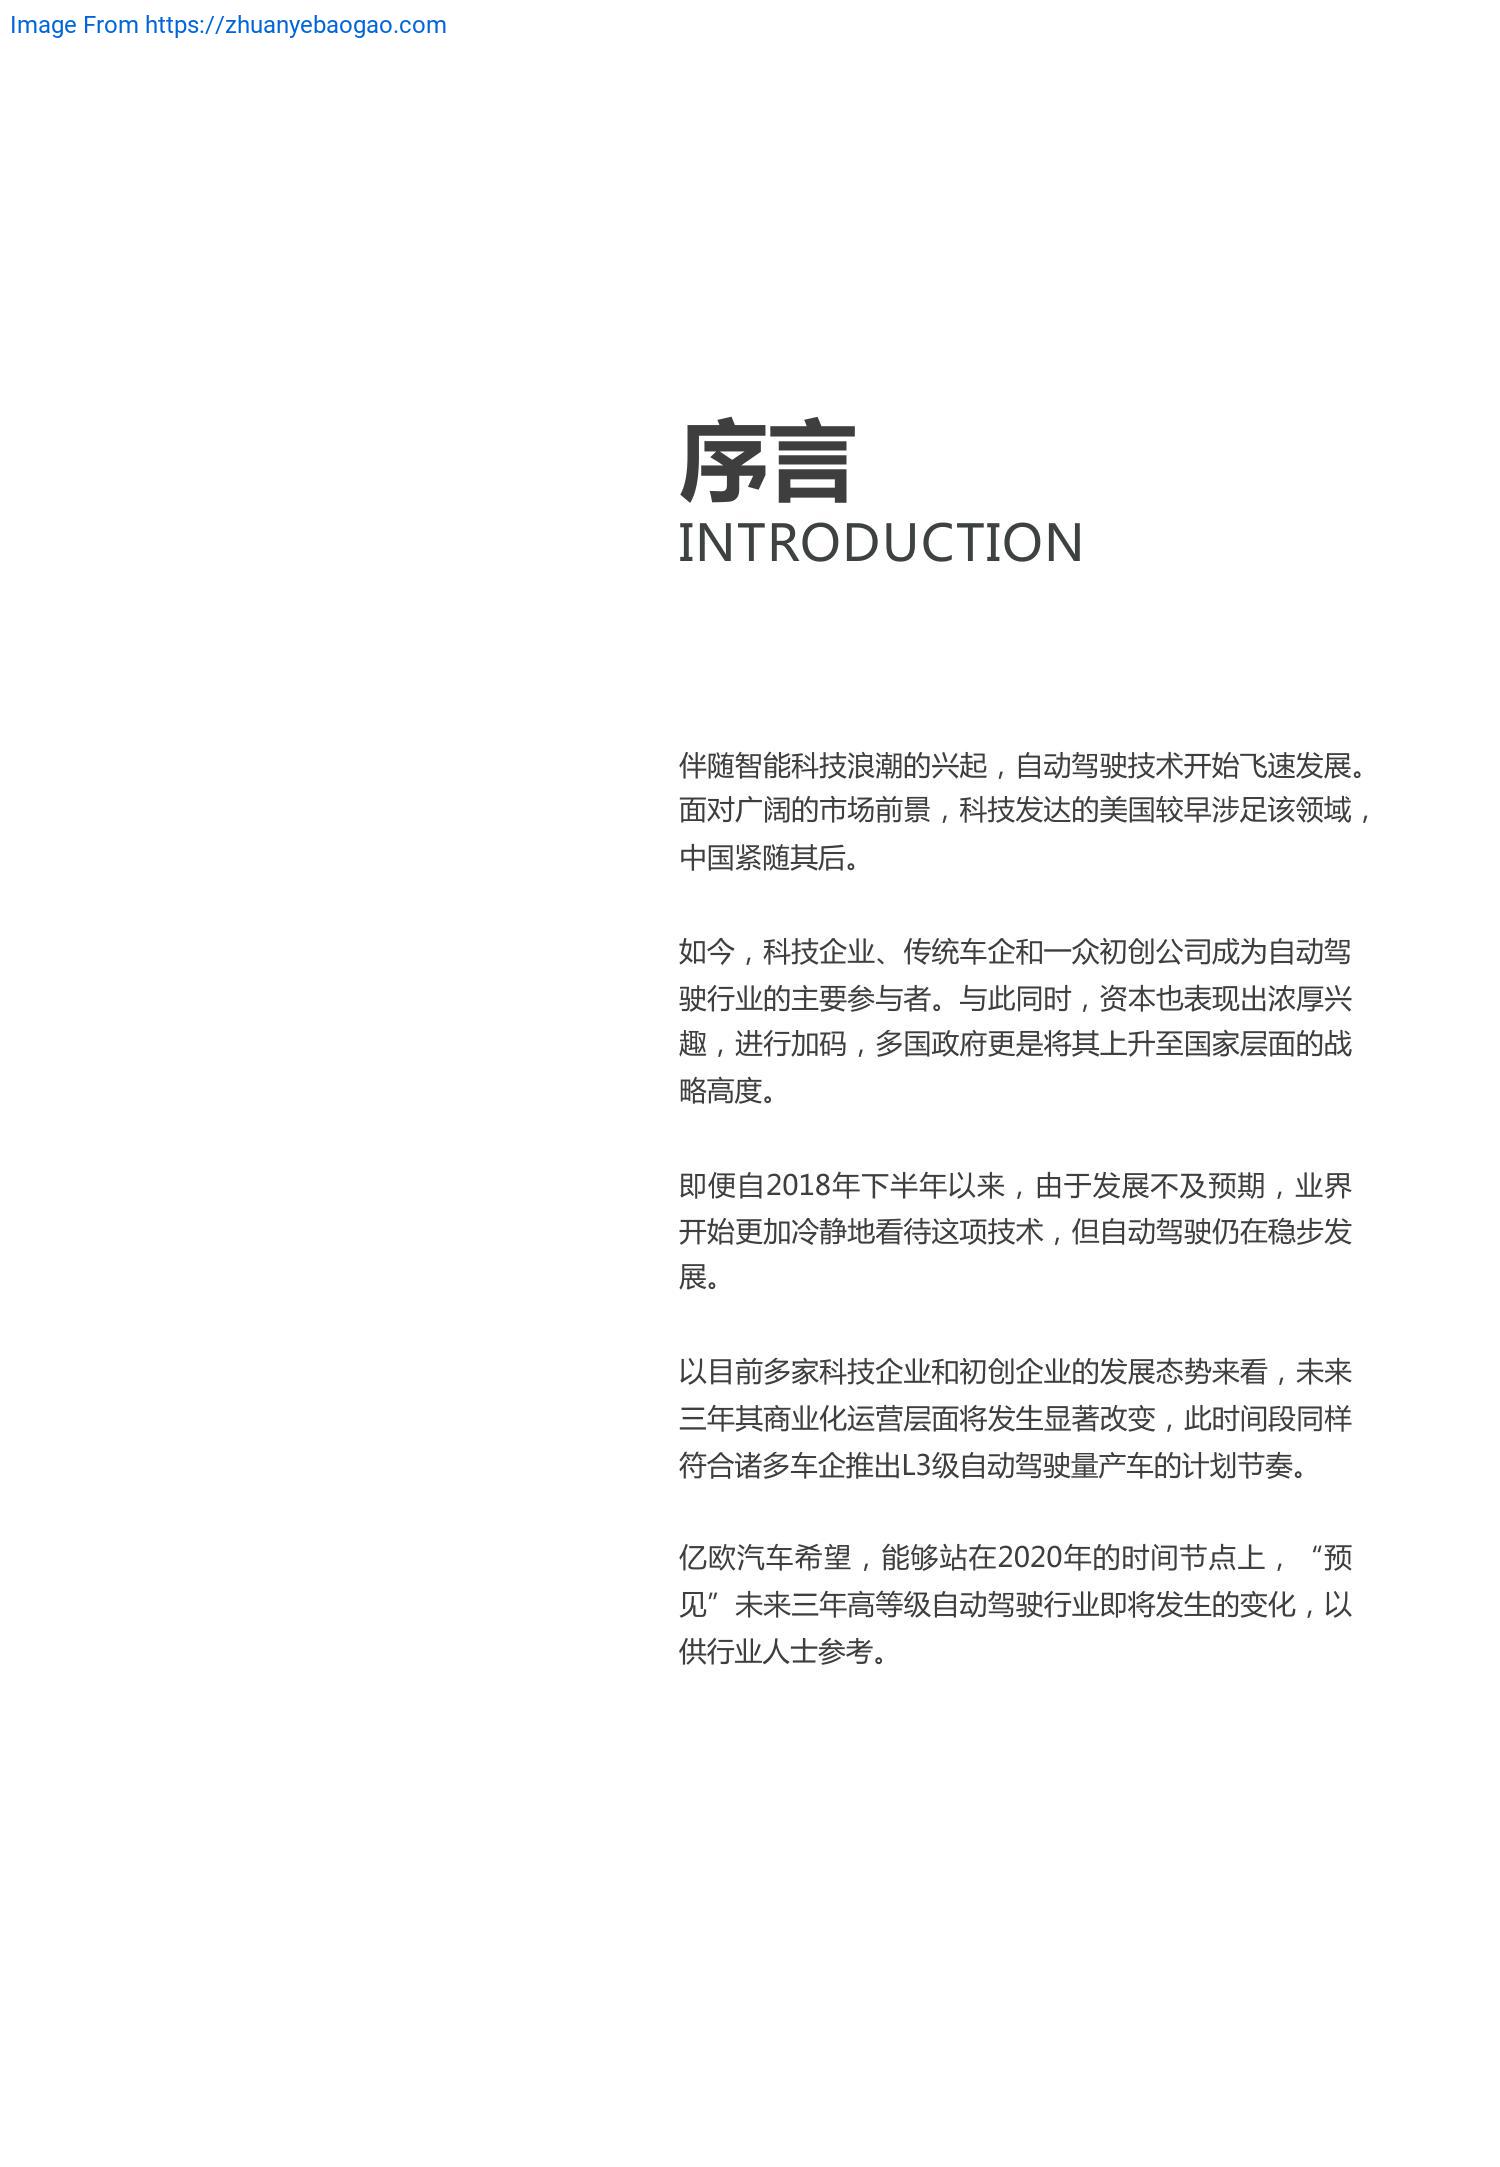 Image From https://zhuanyebaogao.com
序言
INTRODUCTION
伴随智能科技浪潮的兴起，自动驾驶技术开始飞速发展。
面对广阔的市场前景，科技发达的美国较早涉足该领域，
中国紧随其后。
如今，科技企业、传统车企和一众初创公司成为自动驾
驶行业的主要参与者。与此同时，资本也表现出浓厚兴
趣，进行加码，多国政府更是将其上升至国家层面的战
略高度。
即便自2018年下半年以来，由于发展不及预期，业界
开始更加冷静地看待这项技术，但自动驾驶仍在稳步发
展。
以目前多家科技企业和初创企业的发展态势来看，未来
三年其商业化运营层面将发生显著改变，此时间段同样
符合诸多车企推出L3级自动驾驶量产车的计划节奏。
亿欧汽车希望，能够站在2020年的时间节点上，“预
见”未来三年高等级自动驾驶行业即将发生的变化，以
供行业人士参考。